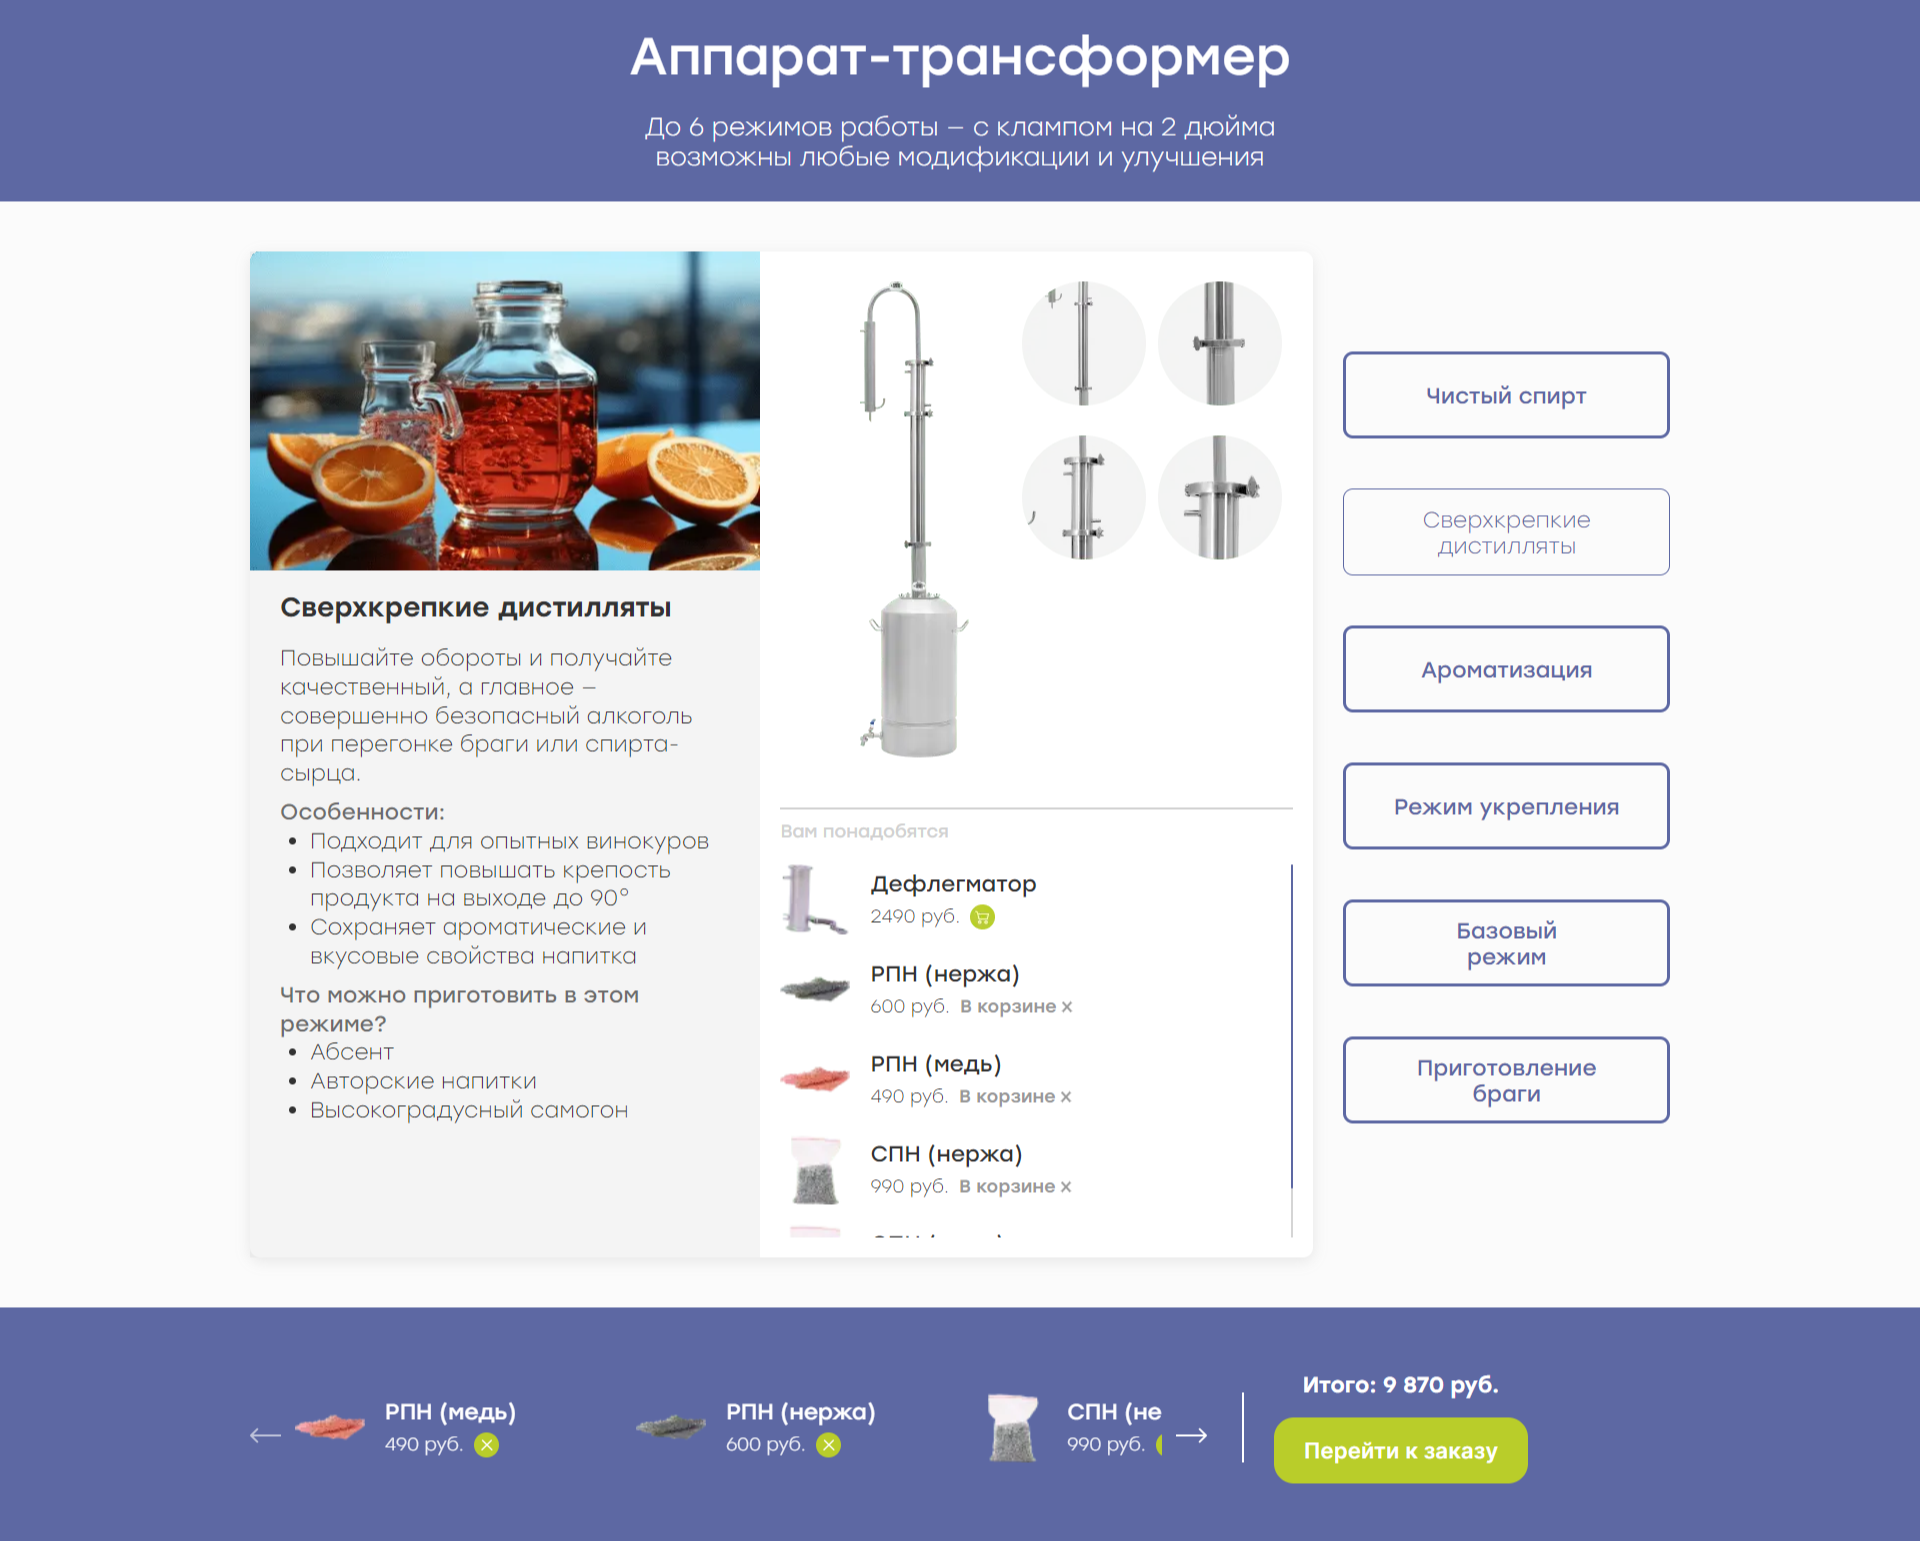 Аппарат-трансформер
До 6 режимов работы – с клампом на 2 дюйма
возможны любые модификации и улучшения
Сверхкрепкие дистилляты
Повышайте обороты и получайте
качественный, а главное –
совершенно безопасный алкоголь
при перегонке браги или спирта-
сырца.
Особенности:
• Подходит для опытных винокуров
• Позволяет повышать крепость
продукта на выходе до 90°
• Сохраняет ароматические и
вкусовые свойства напитка
Что можно приготовить в этом
режиме?
• Абсент
• Авторские напитки
• Высокоградусный самогон
Вам понадобятся
Дефлегматор
2490 руб.
РПН (нержа)
600 руб. В корзине ×
РПН (медь)
490 руб. В корзине ×
СПН (нержа)
990 руб. В корзине ×
Чистый спирт
Сверхкрепкие
дистилляты
Ароматизация
Режим укрепления
Базовый
режим
Приготовление
браги
РПН (медь)
490 руб.
РПН (нержа)
600 руб.
СПН (не
990 руб.
Итого: 9 870 руб.
Перейти к заказу